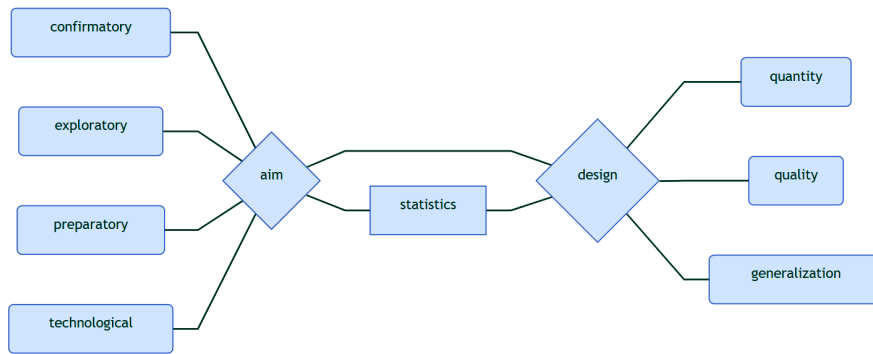 confirmatory
exploratory
preparatory
technological
aim
statistics
design
quantity
quality
generalization